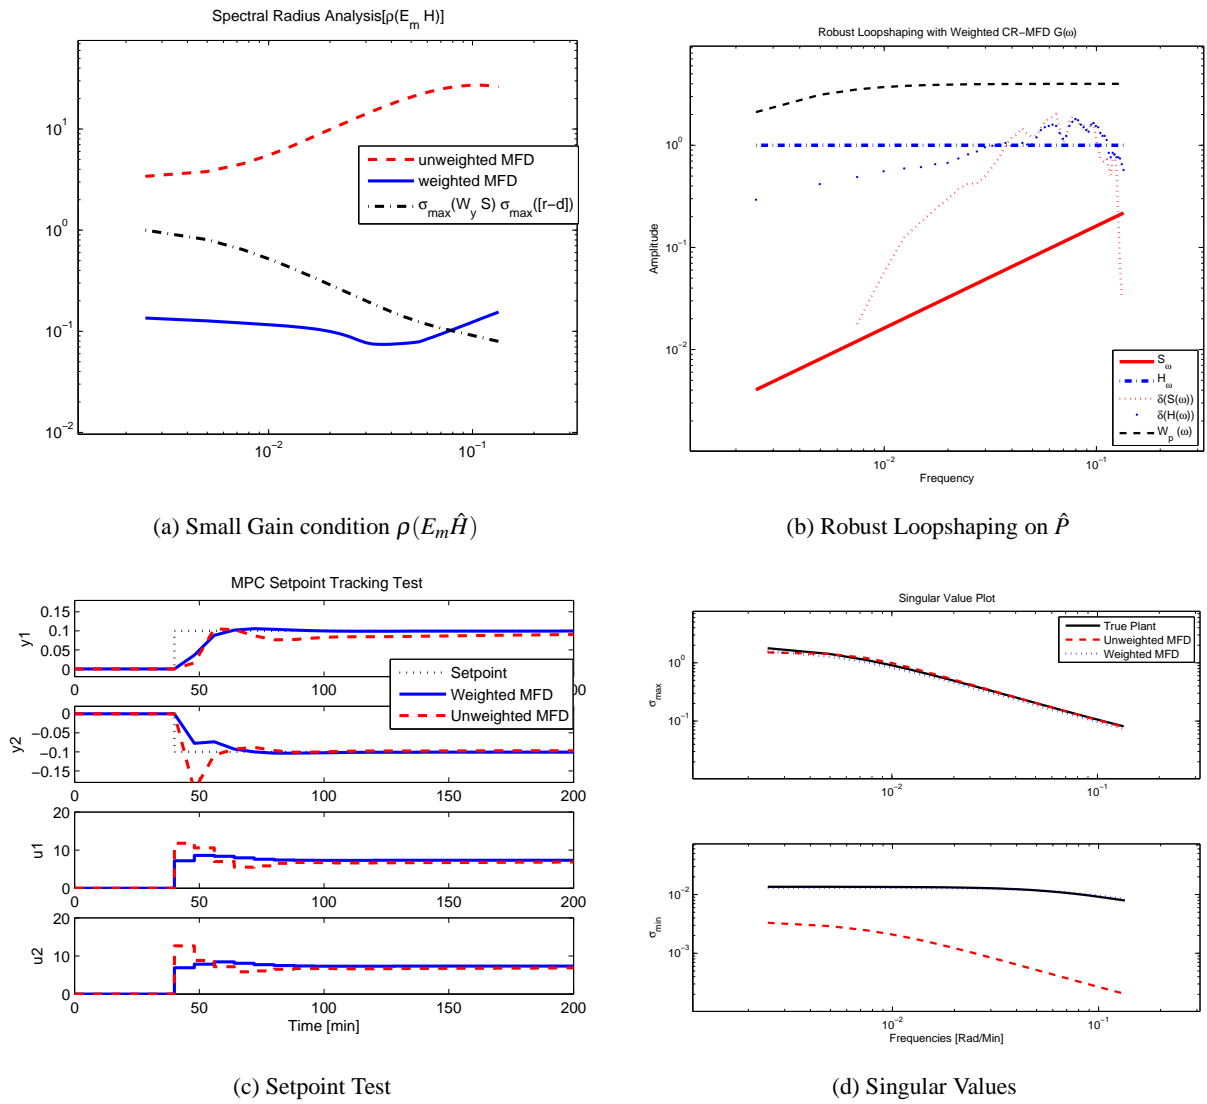 Spectral Radius Analysis[ρ(E_m H)]
10^1
10^0
10^-1
10^-2
10^-2
10^-1
unweighted MFD
weighted MFD
σ_max(W_y S) σ_max([r-d])
(a) Small Gain condition ρ(E_mĤ)
Robust Loopshaping with Weighted CR-MFD G(ω)
Amplitude
10^0
10^-1
10^-2
10^-2
10^-1
Frequency
S_ω
H_ω
δ(S(ω))
δ(H(ω))
W_p(ω)
(b) Robust Loopshaping on P̂
MPC Setpoint Tracking Test
y1
0.15
0.1
0.05
0
0 50 100 150 200
Setpoint
Weighted MFD
Unweighted MFD
y2
0
-0.05
-0.1
-0.15
0 50 100 150 200
u1
20
10
0
0 50 100 150 200
u2
20
10
0
0 50 100 150 200
Time [min]
(c) Setpoint Test
Singular Value Plot
True Plant
Unweighted MFD
Weighted MFD
σ_max
10^0
10^-1
10^-2
10^-1
σ_min
10^-2
10^-3
10^-2
10^-1
Frequencies [Rad/Min]
(d) Singular Values